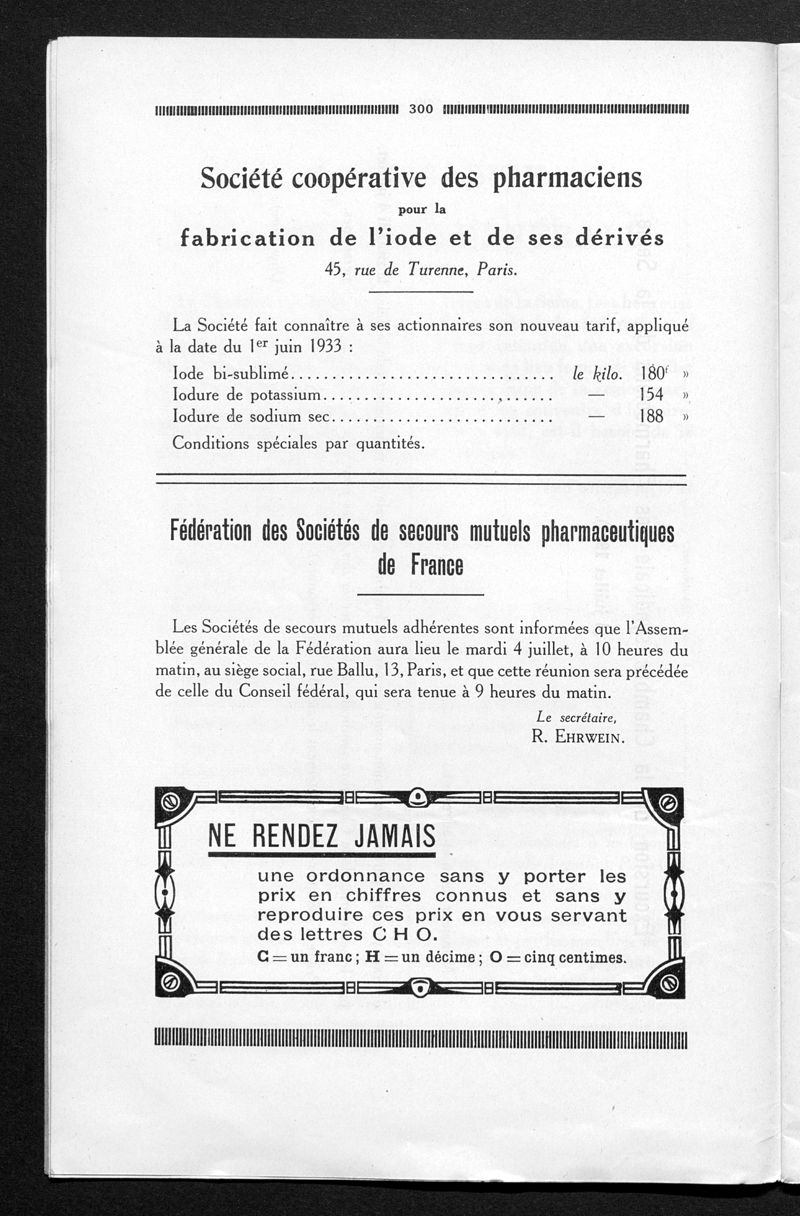 300
Société coopérative des pharmaciens
pour la
fabrication de l'iode et de ses dérivés
45, rue de Turenne, Paris.
La Société fait connaître à ses actionnaires son nouveau tarif, appliqué
à la date du 1er juin 1933 :
Iode bi-sublimé................................ le kilo. 180f »
Iodure de potassium............................ — 154 »
Iodure de sodium sec........................... — 188 »
Conditions spéciales par quantités.
Fédération des Sociétés de secours mutuels pharmaceutiques
de France
Les Sociétés de secours mutuels adhérentes sont informées que l'Assem-
blée générale de la Fédération aura lieu le mardi 4 juillet, à 10 heures du
matin, au siège social, rue Ballu, 13, Paris, et que cette réunion sera précédée
de celle du Conseil fédéral, qui sera tenue à 9 heures du matin.
Le secrétaire,
R. EHRWEIN.
NE RENDEZ JAMAIS
une ordonnance sans y porter les
prix en chiffres connus et sans y
reproduire ces prix en vous servant
des lettres C H O.
C = un franc ; H = un décime ; O = cinq centimes.